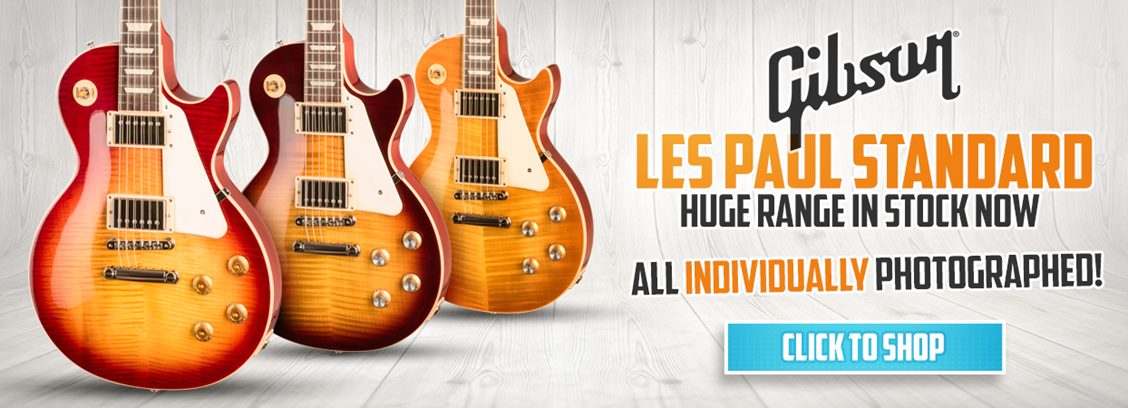 Gibson®
LES PAUL STANDARD
HUGE RANGE IN STOCK NOW
ALL INDIVIDUALLY PHOTOGRAPHED!
CLICK TO SHOP